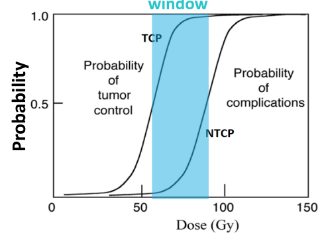 window
1.0
TCP
Probability
of
tumor
control
Probability
of
complications
0.5
NTCP
Probability
0
50
100
150
Dose (Gy)